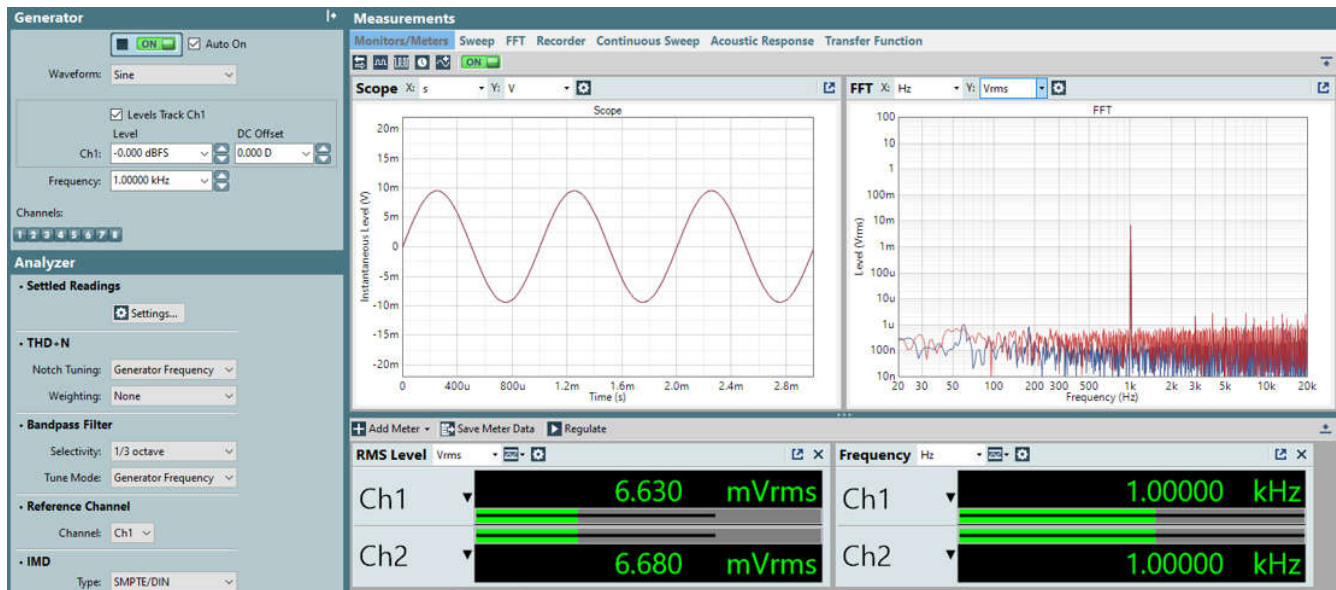 Generator
ON Auto On
Waveform: Sine
Levels Track Ch1
Level DC Offset
Ch1: -0.000 dBFS 0.000 D
Frequency: 1.00000 kHz
Channels:
1 2 3 4 5 6 7 8
Analyzer
Settled Readings
Settings...
THD+N
Notch Tuning: Generator Frequency
Weighting: None
Bandpass Filter
Selectivity: 1/3 octave
Tune Mode: Generator Frequency
Reference Channel
Channel: Ch1
IMD
Type: SMPTE/DIN
Measurements
Monitors/Meters Sweep FFT Recorder Continuous Sweep Acoustic Response Transfer Function
ON
Scope X: s Y: V
Scope
Instantaneous Level (V)
20m
15m
10m
5m
0
-5m
-10m
-15m
-20m
0 400u 800u 1.2m 1.6m 2.0m 2.4m 2.8m
Time (s)
FFT X: Hz Y: Vrms
FFT
Level (Vrms)
100
10
1
100m
10m
1m
100u
10u
1u
100n
10n
20 30 50 100 200 300 500 1k 2k 3k 5k 10k 20k
Frequency (Hz)
Add Meter Save Meter Data Regulate
RMS Level Vrms
Ch1 6.630 mVrms
Ch2 6.680 mVrms
Frequency Hz
Ch1 1.00000 kHz
Ch2 1.00000 kHz